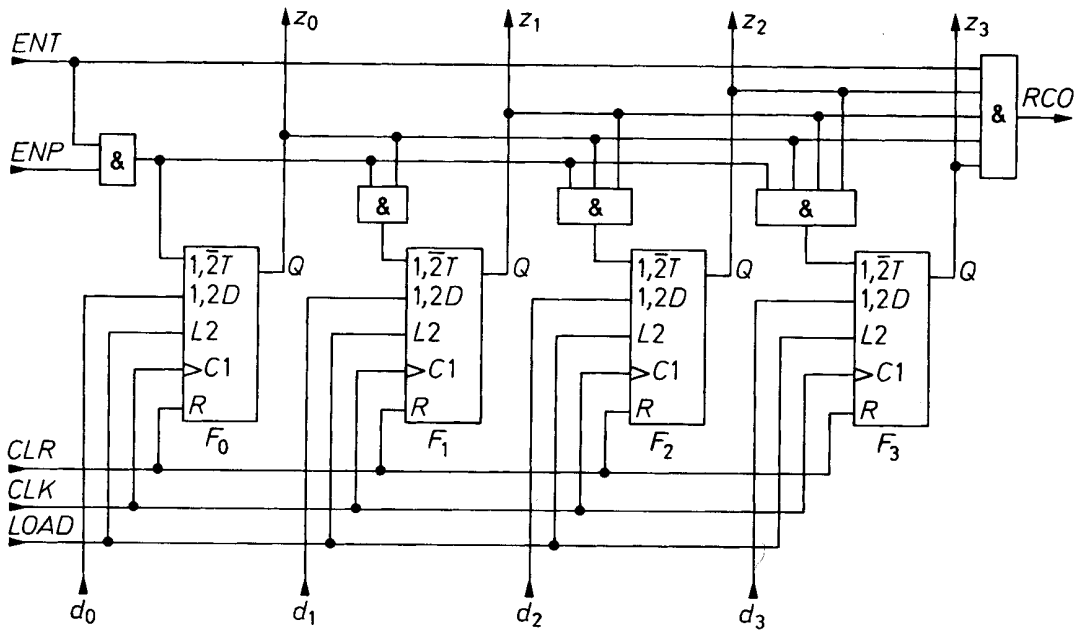 z₀ z₁ z₂ z₃
ENT
RCO
&
ENP
&
& & &
1,2̅T Q 1,2̅T Q 1,2̅T Q 1,2̅T Q
1,2D 1,2D 1,2D 1,2D
L2 L2 L2 L2
C1 C1 C1 C1
R R R R
F₀ F₁ F₂ F₃
CLR
CLK
LOAD
d₀ d₁ d₂ d₃